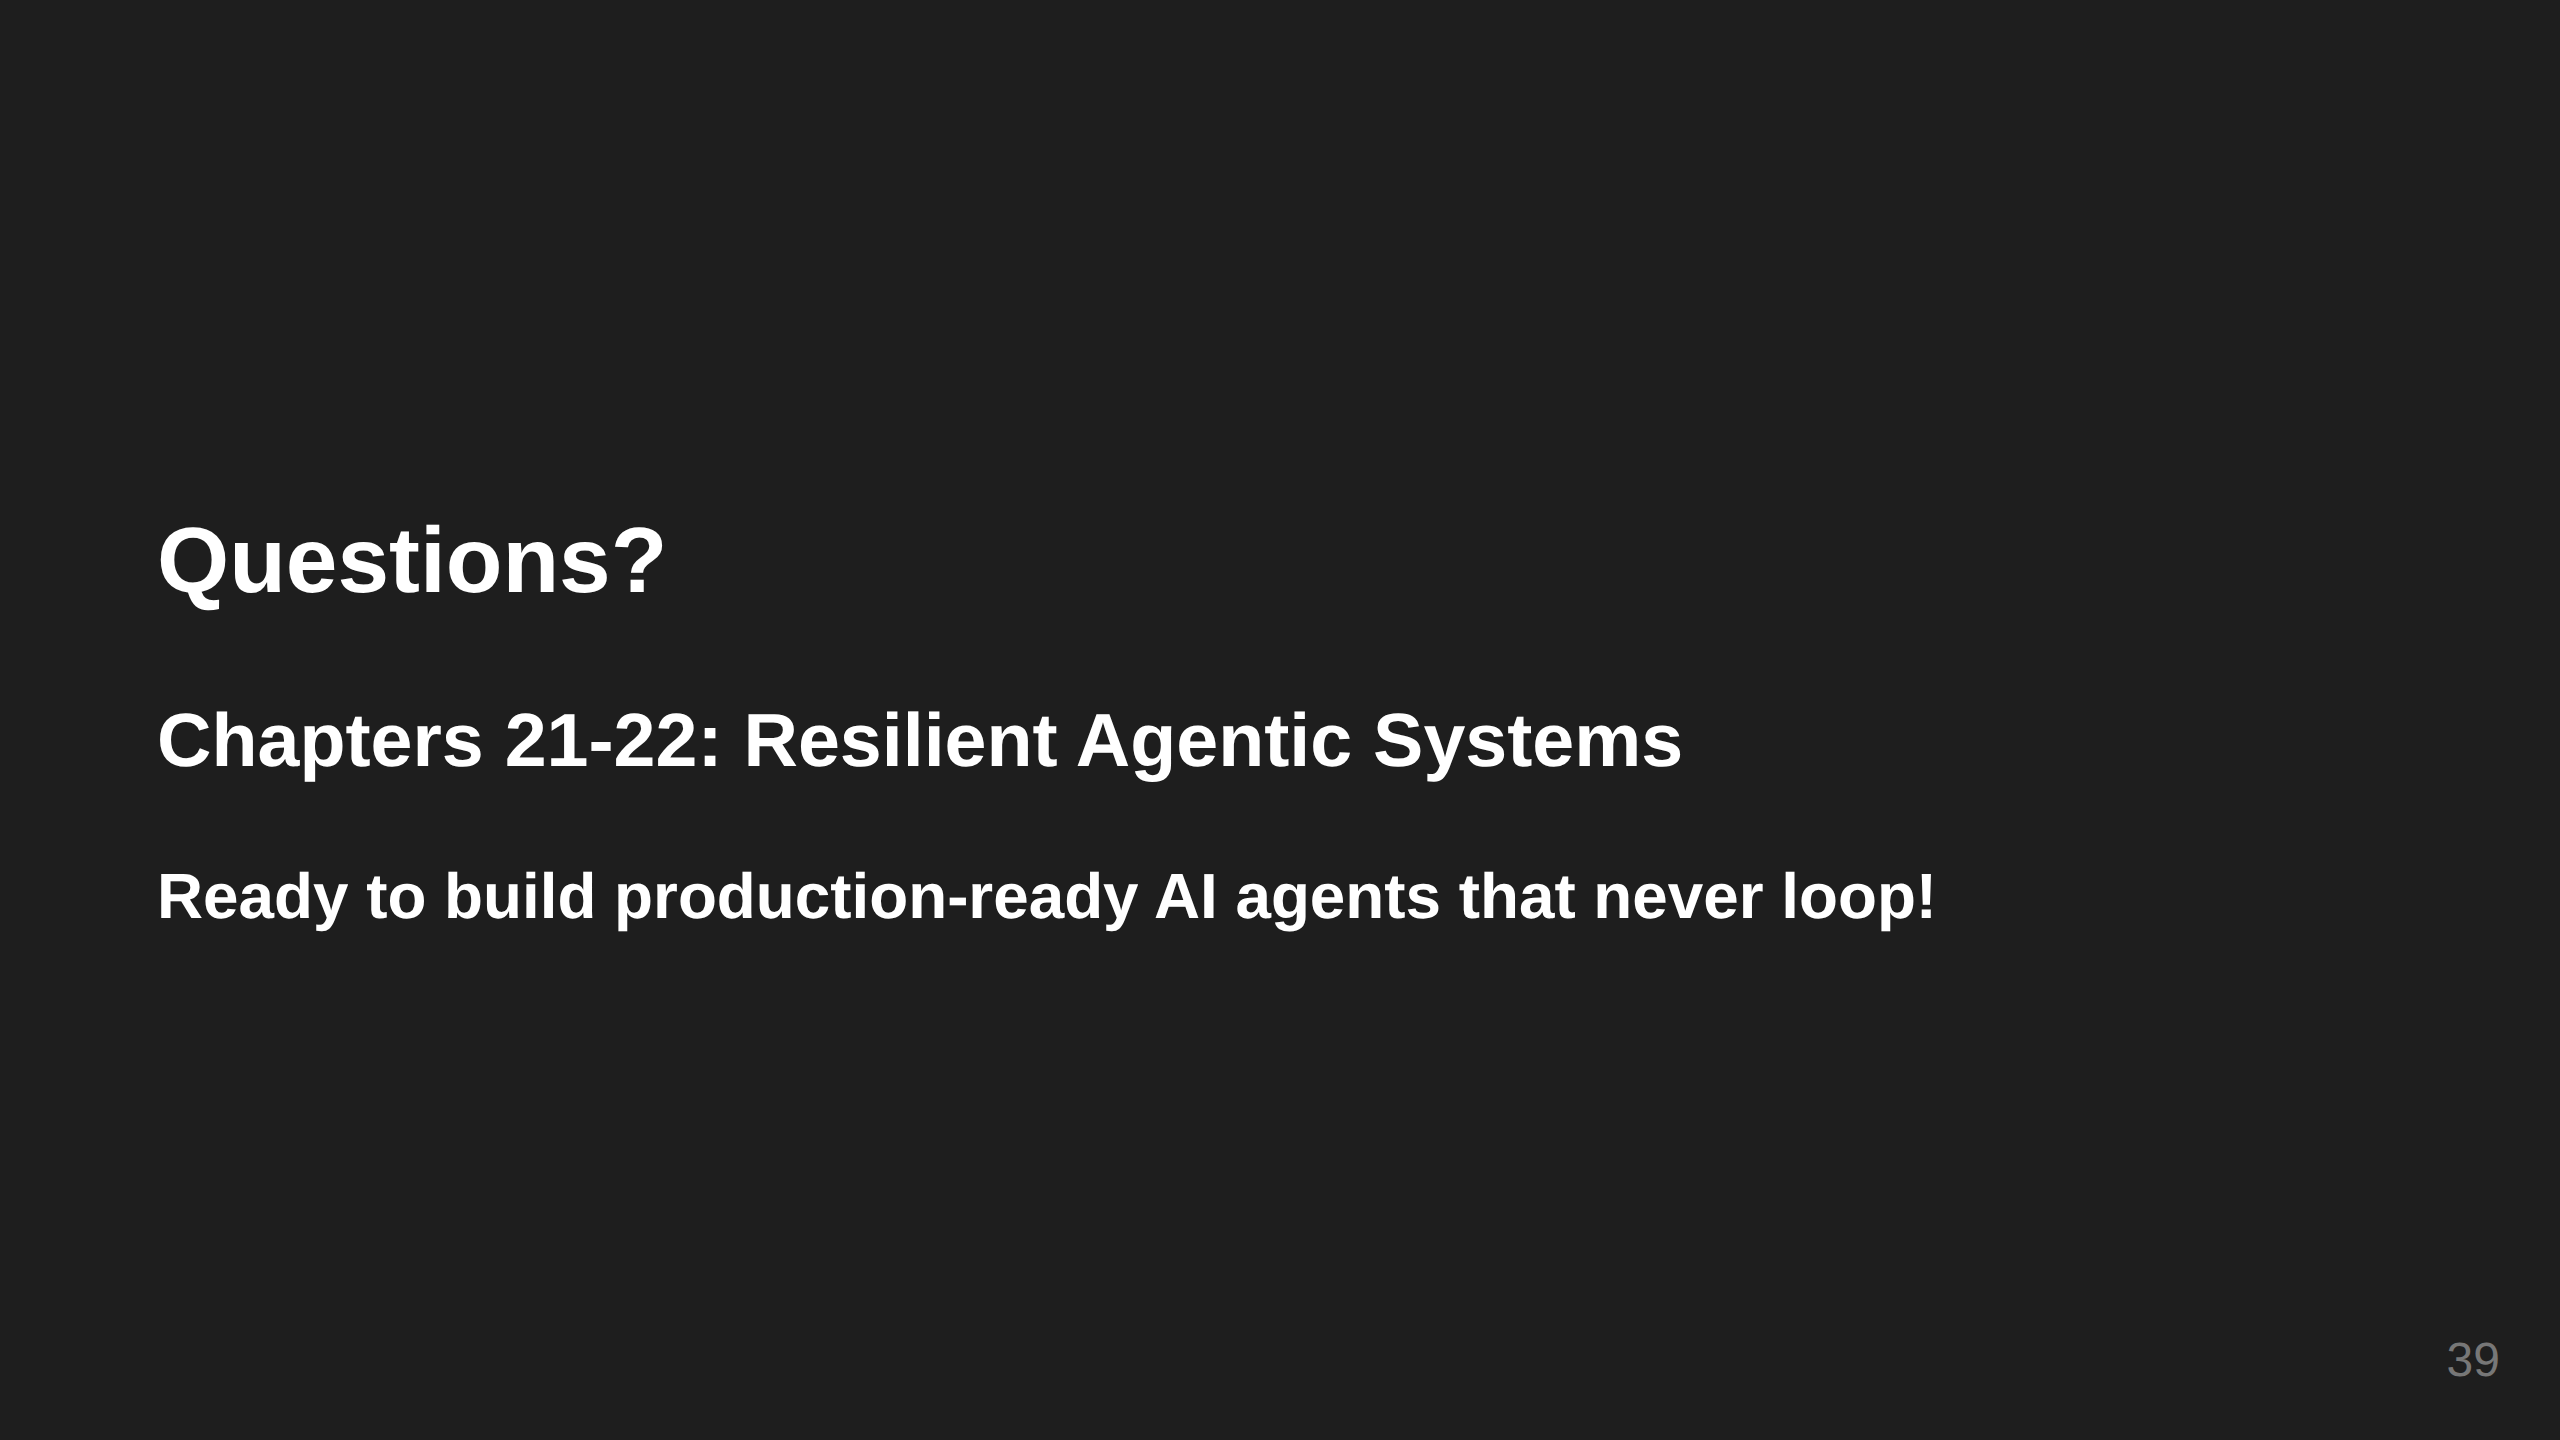 Questions?
Chapters 21-22: Resilient Agentic Systems
Ready to build production-ready AI agents that never loop!
39